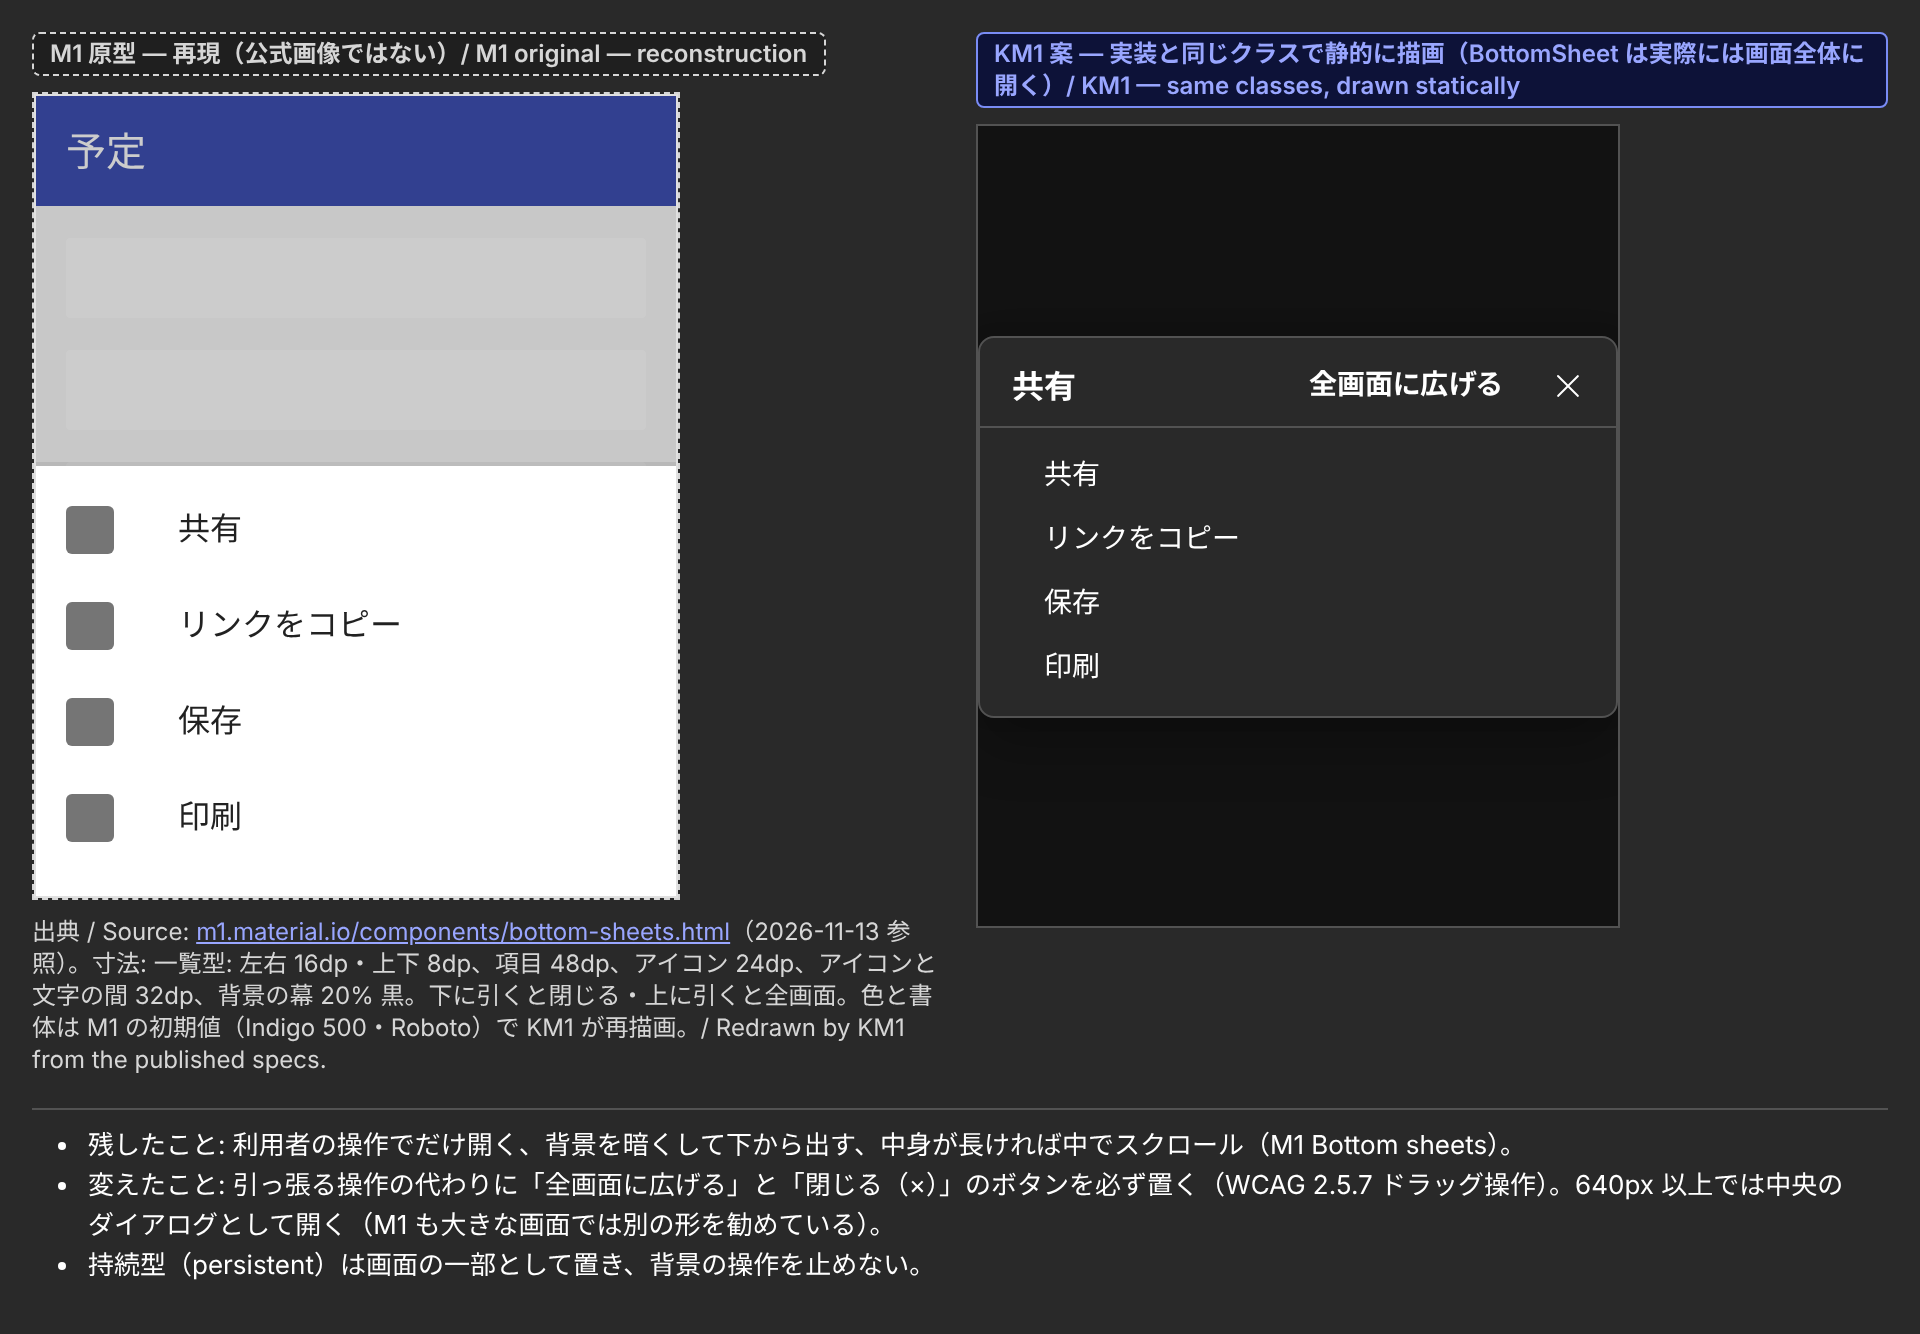 M1 原型 — 再現（公式画像ではない）/ M1 original — reconstruction
予定
共有
リンクをコピー
保存
印刷
出典 / Source: m1.material.io/components/bottom-sheets.html（2026-11-13 参
照）。寸法: 一覧型: 左右 16dp・上下 8dp、項目 48dp、アイコン 24dp、アイコンと
文字の間 32dp、背景の幕 20% 黒。下に引くと閉じる・上に引くと全画面。色と書
体は M1 の初期値（Indigo 500・Roboto）で KM1 が再描画。/ Redrawn by KM1
from the published specs.
KM1 案 — 実装と同じクラスで静的に描画（BottomSheet は実際には画面全体に
開く）/ KM1 — same classes, drawn statically
共有 全画面に広げる ×
共有
リンクをコピー
保存
印刷
• 残したこと: 利用者の操作でだけ開く、背景を暗くして下から出す、中身が長ければ中でスクロール（M1 Bottom sheets）。
• 変えたこと: 引っ張る操作の代わりに「全画面に広げる」と「閉じる（×）」のボタンを必ず置く（WCAG 2.5.7 ドラッグ操作）。640px 以上では中央の
ダイアログとして開く（M1 も大きな画面では別の形を勧めている）。
• 持続型（persistent）は画面の一部として置き、背景の操作を止めない。